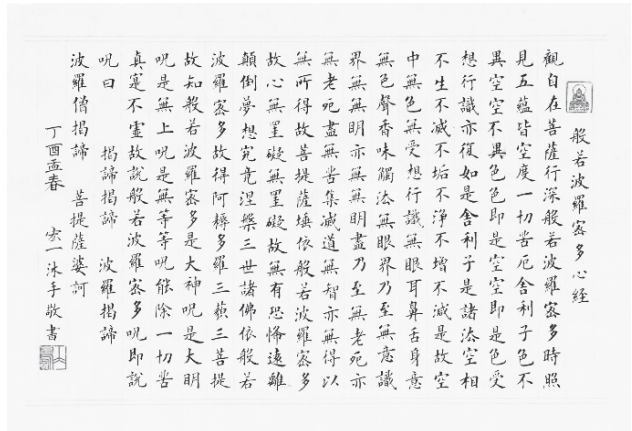 般若波羅蜜多心経
觀自在菩薩行深般若波羅蜜多時照
見五蘊皆空度一切苦厄舍利子色不
異空空不異色色即是空空即是色受
想行識亦復如是舍利子是諸法空相
不生不滅不垢不淨不增不減是故空
中無色無受想行識無眼耳鼻舌身意
無色聲香味觸法無眼界乃至無意識
界無無明亦無無明盡乃至無老死亦
無老死盡無苦集滅道無智亦無得以
無所得故菩提薩埵依般若波羅蜜多
故心無罣礙無罣礙故無有恐怖遠離
顛倒夢想究竟涅槃三世諸佛依般若
波羅蜜多故得阿耨多羅三藐三菩提
故知般若波羅蜜多是大神呪是大明
呪是無上呪是無等等呪能除一切苦
真寔不虛故說般若波羅蜜多呪即說
呪曰 揭諦揭諦 波羅揭諦
波羅僧揭諦 菩提薩婆訶
丁酉孟春 一沐手敬書